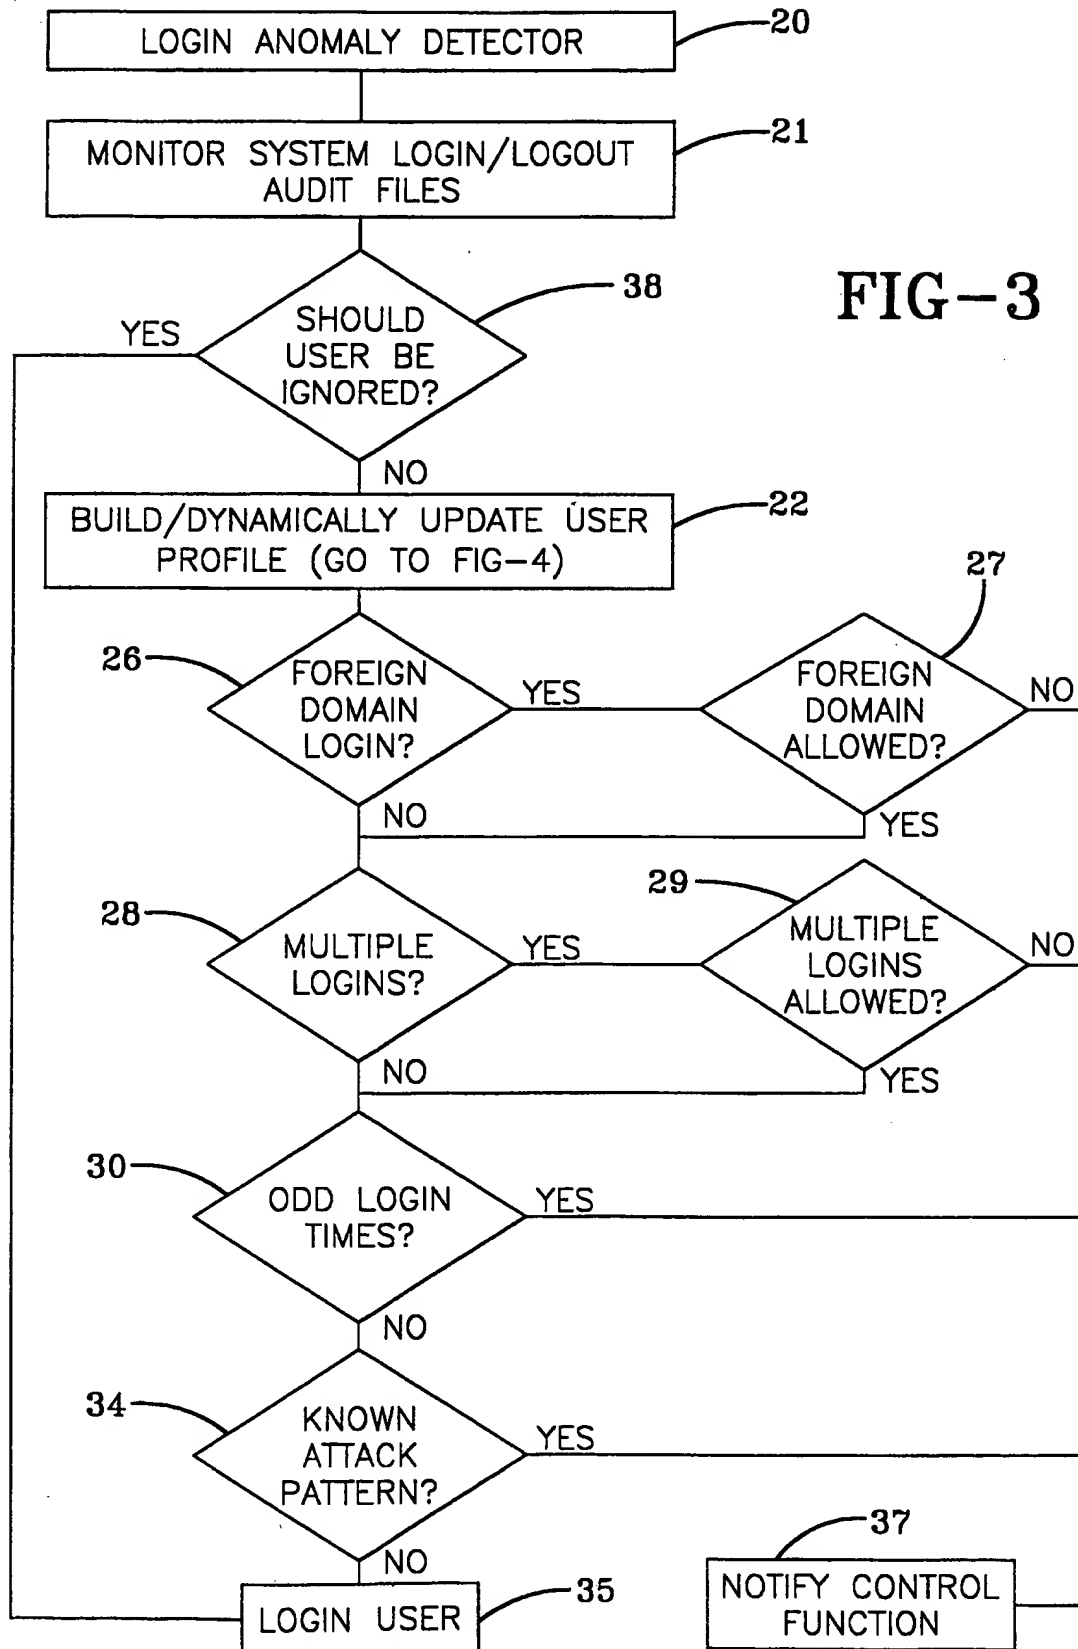 LOGIN ANOMALY DETECTOR
20
MONITOR SYSTEM LOGIN/LOGOUT
AUDIT FILES
21
FIG-3
SHOULD
USER BE
IGNORED?
38
YES
NO
BUILD/DYNAMICALLY UPDATE USER
PROFILE (GO TO FIG-4)
22
26
FOREIGN
DOMAIN
LOGIN?
YES
NO
27
FOREIGN
DOMAIN
ALLOWED?
NO
YES
28
MULTIPLE
LOGINS?
YES
NO
29
MULTIPLE
LOGINS
ALLOWED?
NO
YES
30
ODD LOGIN
TIMES?
YES
NO
34
KNOWN
ATTACK
PATTERN?
YES
NO
LOGIN USER
35
37
NOTIFY CONTROL
FUNCTION